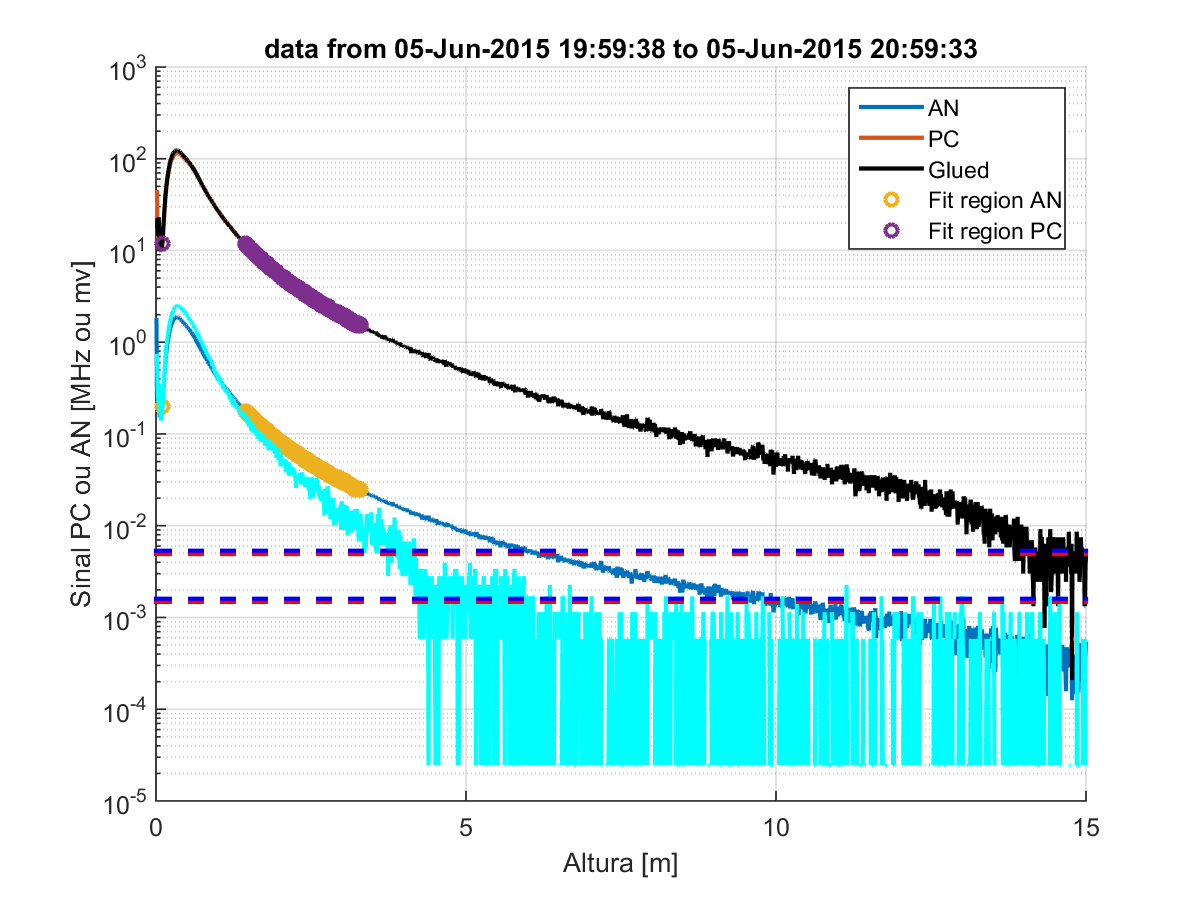 data from 05-Jun-2015 19:59:38 to 05-Jun-2015 20:59:33
10^3
10^2
10^1
10^0
10^-1
10^-2
10^-3
10^-4
10^-5
Sinal PC ou AN [MHz ou mv]
AN
PC
Glued
Fit region AN
Fit region PC
0
5
10
15
Altura [m]